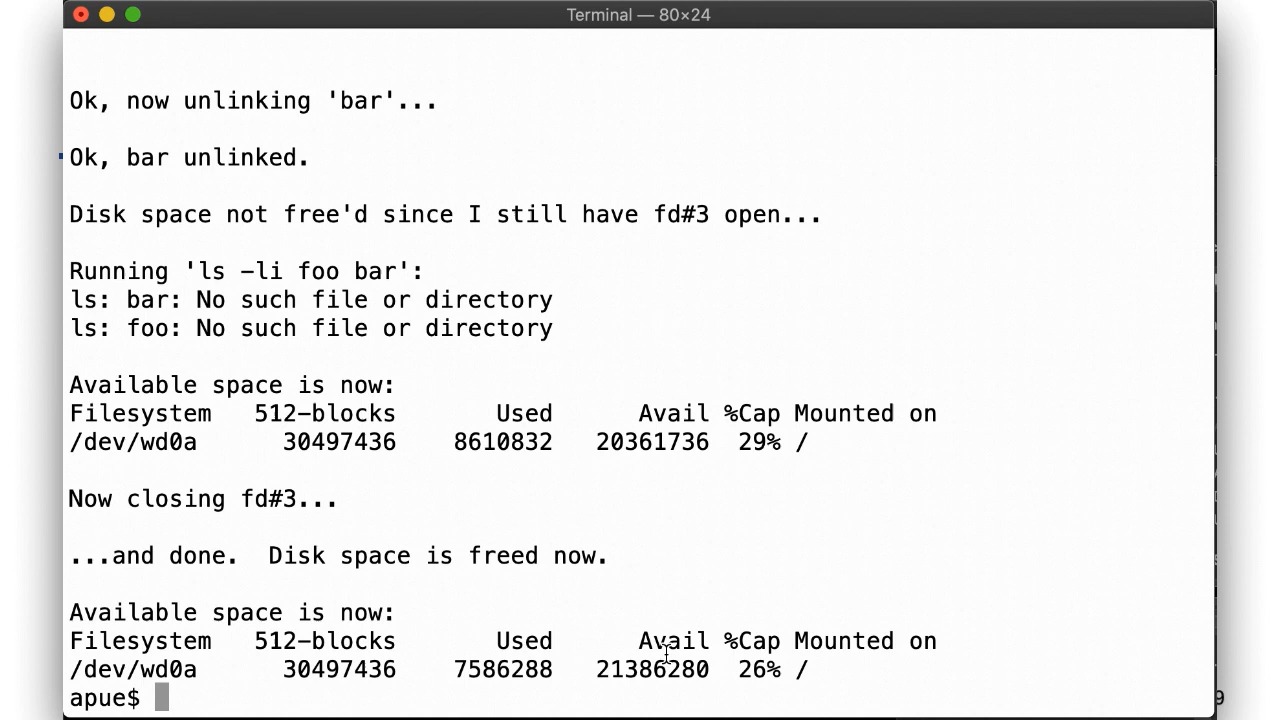 Terminal — 80×24
Ok, now unlinking 'bar'...
Ok, bar unlinked.
Disk space not free'd since I still have fd#3 open...
Running 'ls -li foo bar':
ls: bar: No such file or directory
ls: foo: No such file or directory
Available space is now:
Filesystem   512-blocks       Used      Avail %Cap Mounted on
/dev/wd0a      30497436    8610832   20361736  29% /
Now closing fd#3...
...and done.  Disk space is freed now.
Available space is now:
Filesystem   512-blocks       Used      Avail %Cap Mounted on
/dev/wd0a      30497436    7586288   21386280  26% /
apue$
9